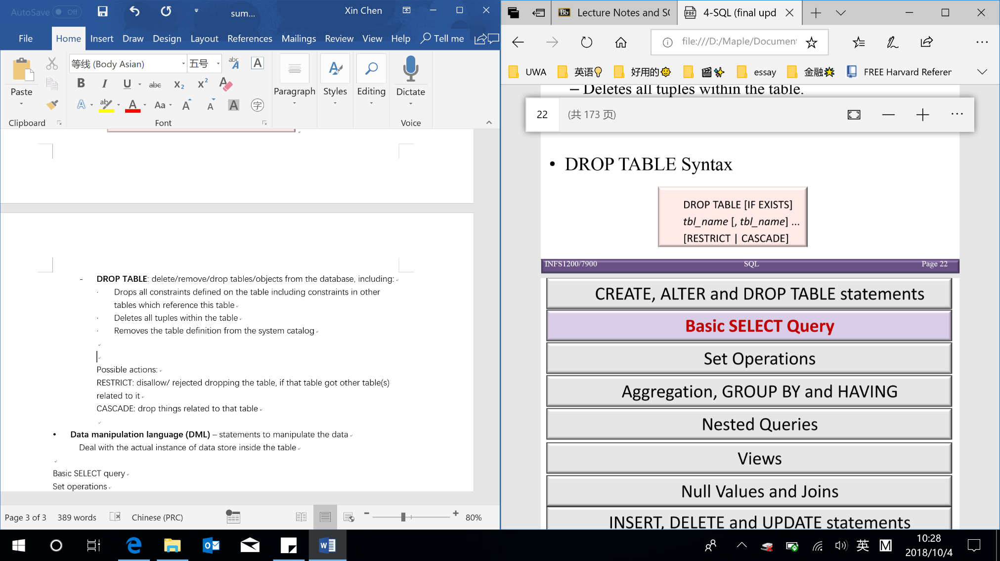 AutoSave Off
sum...
Xin Chen
File Home Insert Draw Design Layout References Mailings Review View Help Tell me
等线 (Body Asian) 五号
abc A A
Paste
B I U abc X2 X2 A
A ab A Aa A A A 字
Paragraph Styles Editing Dictate
Clipboard Font Voice
- DROP TABLE: delete/remove/drop tables/objects from the database, including:
· Drops all constraints defined on the table including constraints in other
tables which reference this table
· Deletes all tuples within the table
· Removes the table definition from the system catalog
Possible actions:
RESTRICT: disallow/ rejected dropping the table, if that table got other table(s)
related to it
CASCADE: drop things related to that table
• Data manipulation language (DML) – statements to manipulate the data
Deal with the actual instance of data store inside the table
Basic SELECT query
Set operations
Page 3 of 3 389 words Chinese (PRC) 80%
Bb Lecture Notes and SC
PDF 4-SQL (final upd
file:///D:/Maple/Document
UWA 英语 好用的 essay 金融 FREE Harvard Referer
– Deletes all tuples within the table.
22 (共 173 页)
• DROP TABLE Syntax
DROP TABLE [IF EXISTS]
tbl_name [, tbl_name] ...
[RESTRICT | CASCADE]
INFS1200/7900 SQL Page 22
CREATE, ALTER and DROP TABLE statements
Basic SELECT Query
Set Operations
Aggregation, GROUP BY and HAVING
Nested Queries
Views
Null Values and Joins
INSERT, DELETE and UPDATE statements
英 M
10:28
2018/10/4